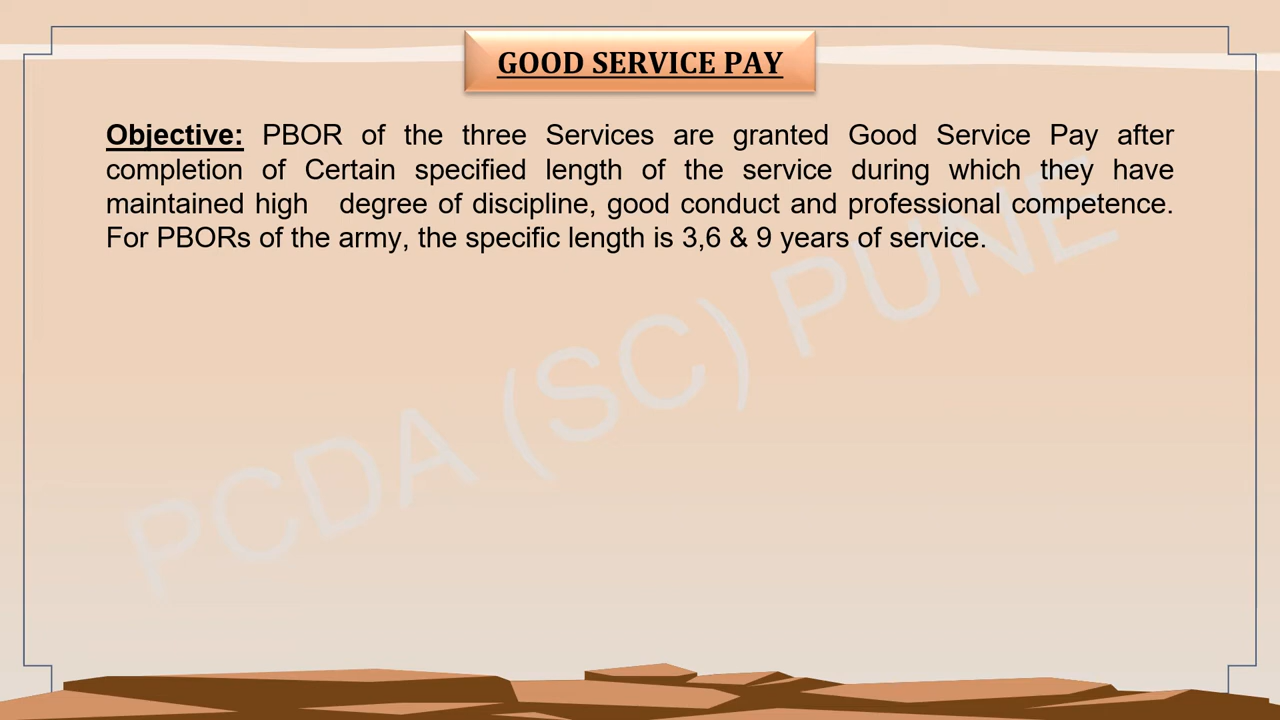 GOOD SERVICE PAY
Objective: PBOR of the three Services are granted Good Service Pay after
completion of Certain specified length of the service during which they have
maintained high degree of discipline, good conduct and professional competence.
For PBORs of the army, the specific length is 3,6 & 9 years of service.
PCDA (SC) PUNE